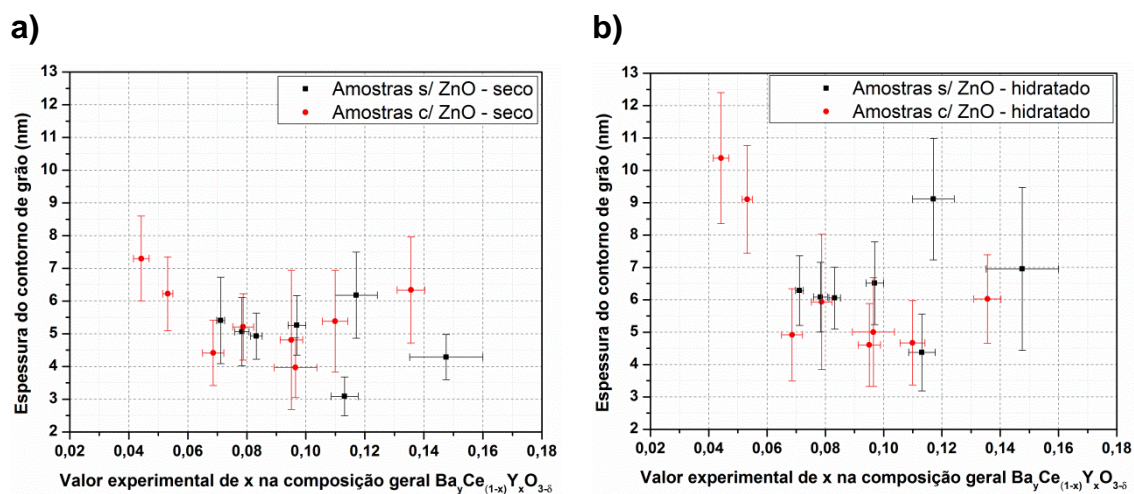 a)
13
12
11
10
9
8
7
6
5
4
3
2
Espessura do contorno de grão (nm)
Amostras s/ ZnO - seco
Amostras c/ ZnO - seco
0,02 0,04 0,06 0,08 0,10 0,12 0,14 0,16 0,18
Valor experimental de x na composição geral BayCe(1-x)YxO3-δ
b)
13
12
11
10
9
8
7
6
5
4
3
2
Espessura do contorno de grão (nm)
Amostras s/ ZnO - hidratado
Amostras c/ ZnO - hidratado
0,02 0,04 0,06 0,08 0,10 0,12 0,14 0,16 0,18
Valor experimental de x na composição geral BayCe(1-x)YxO3-δ